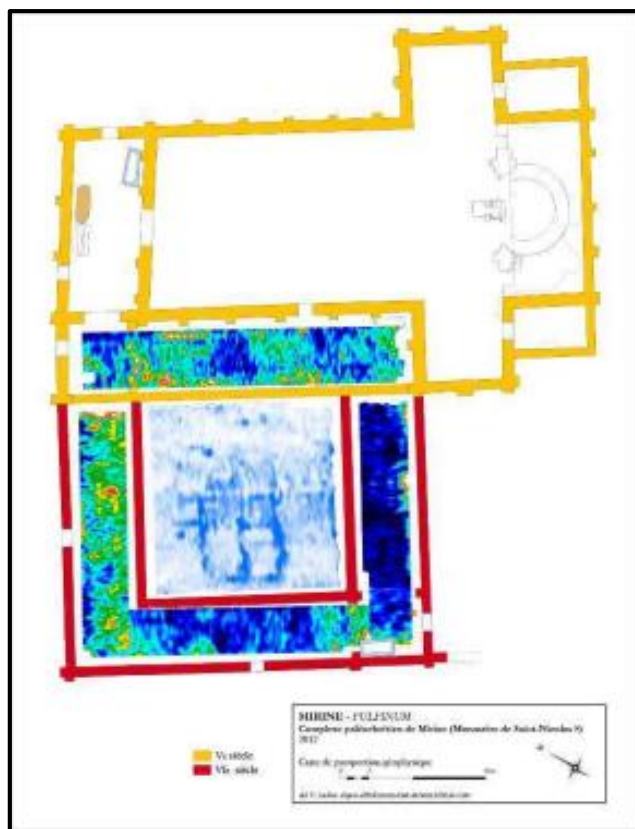 MIRINE - FULFINUM
Complexe paléochrétien de Mirine (Monastère de Saint-Nicolas ?)
2012
Carte de prospection géophysique
Ve siècle
VIe siècle